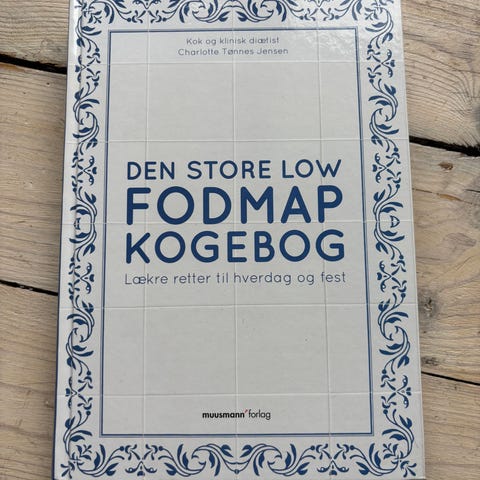 Kok og klinisk diætist
Charlotte Tønnes Jensen
DEN STORE LOW
FODMAP
KOGEBOG
Lækre retter til hverdag og fest
muusmann'forlag